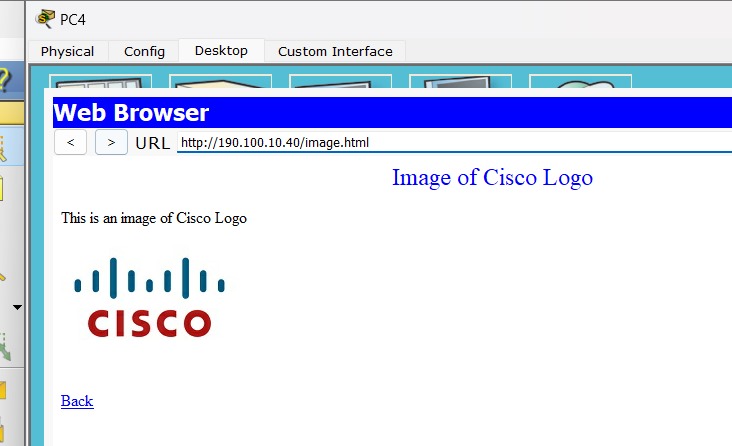 PC4
Physical Config Desktop Custom Interface
Web Browser
< > URL http://190.100.10.40/image.html
Image of Cisco Logo
This is an image of Cisco Logo
CISCO
Back